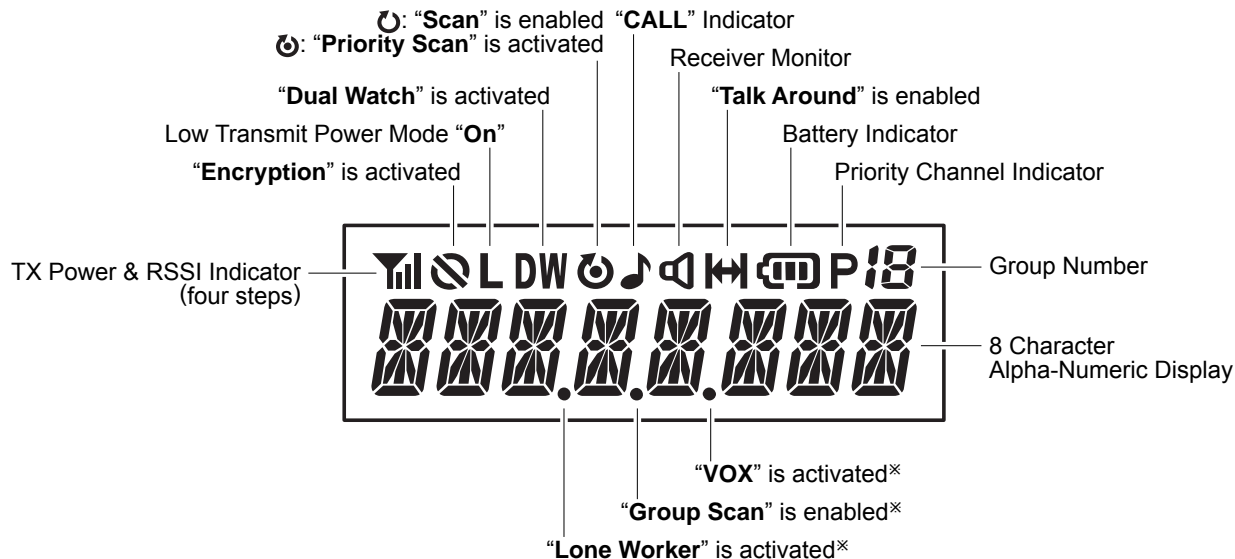 : “Scan” is enabled “CALL” Indicator
: “Priority Scan” is activated
Receiver Monitor
“Dual Watch” is activated
“Talk Around” is enabled
Low Transmit Power Mode “On”
Battery Indicator
“Encryption” is activated
Priority Channel Indicator
TX Power & RSSI Indicator
(four steps)
L DW P 18
Group Number
8 Character
Alpha-Numeric Display
“VOX” is activated※
“Group Scan” is enabled※
“Lone Worker” is activated※